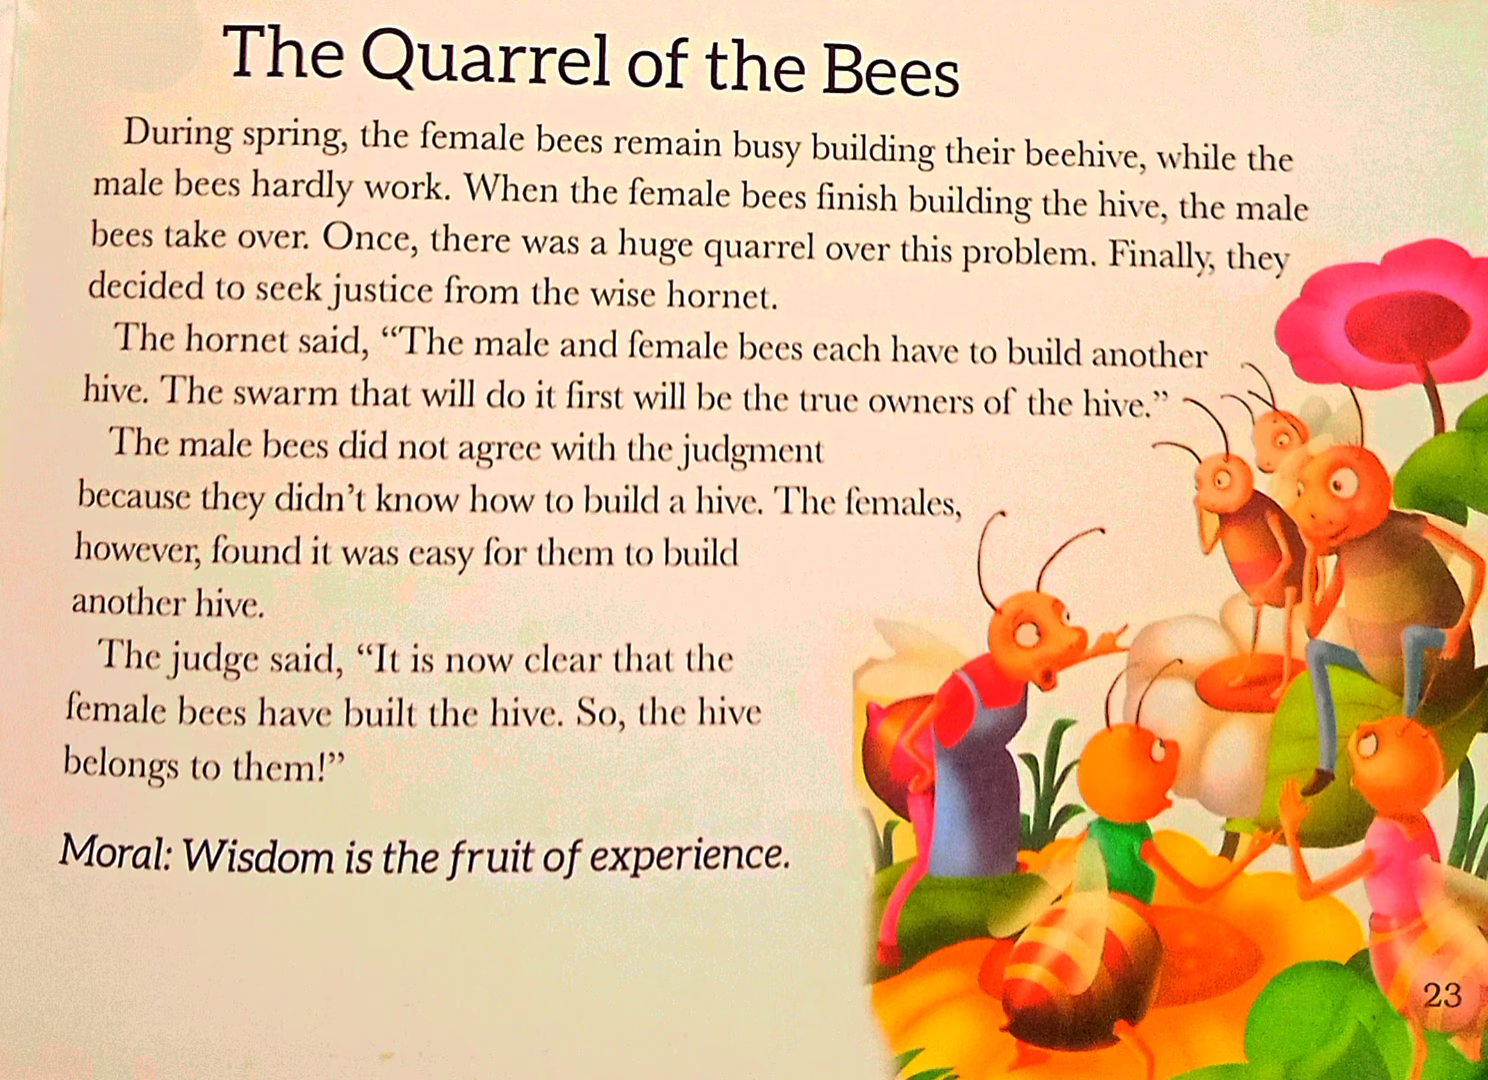 The Quarrel of the Bees
During spring, the female bees remain busy building their beehive, while the
male bees hardly work. When the female bees finish building the hive, the male
bees take over. Once, there was a huge quarrel over this problem. Finally, they
decided to seek justice from the wise hornet.
The hornet said, “The male and female bees each have to build another
hive. The swarm that will do it first will be the true owners of the hive.”
The male bees did not agree with the judgment
because they didn’t know how to build a hive. The females,
however, found it was easy for them to build
another hive.
The judge said, “It is now clear that the
female bees have built the hive. So, the hive
belongs to them!”
Moral: Wisdom is the fruit of experience.
23